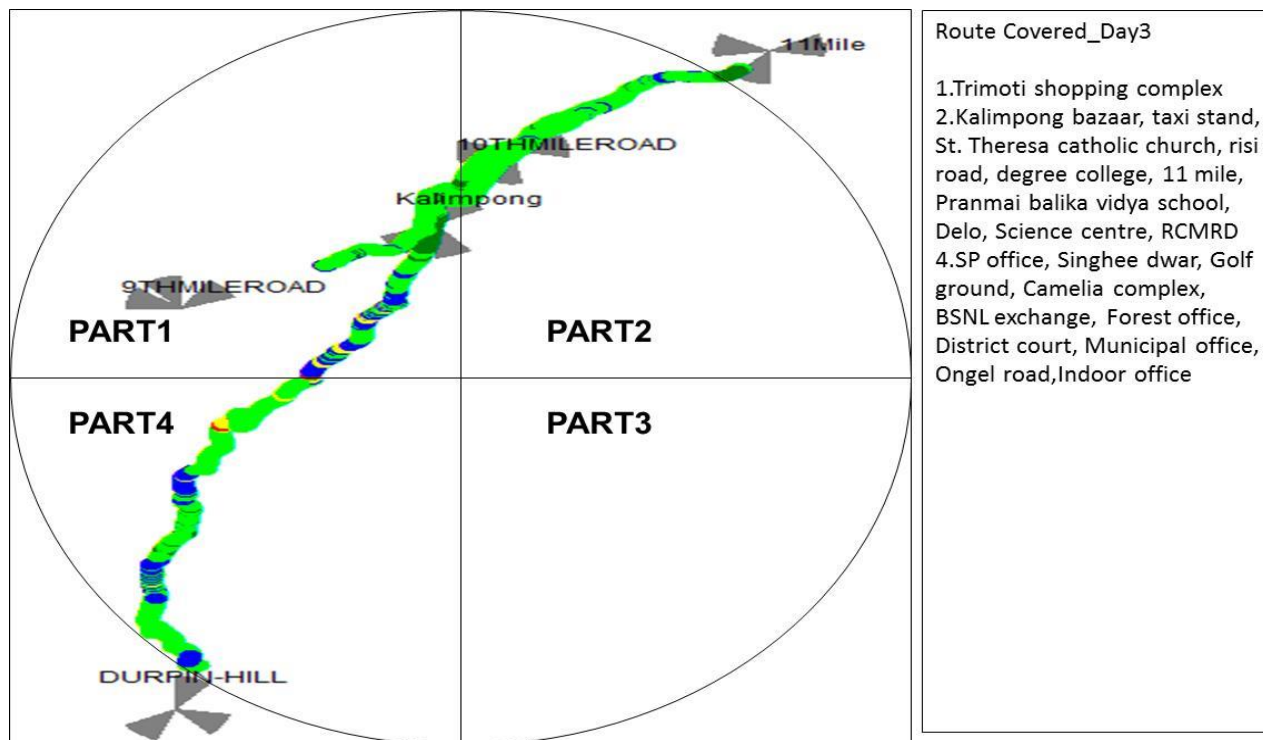 11Mile
10THMILEROAD
Kalimpong
9THMILEROAD
PART1
PART2
PART4
PART3
DURPIN-HILL
Route Covered_Day3
1.Trimoti shopping complex
2.Kalimpong bazaar, taxi stand,
St. Theresa catholic church, risi
road, degree college, 11 mile,
Pranmai balika vidya school,
Delo, Science centre, RCMRD
4.SP office, Singhee dwar, Golf
ground, Camelia complex,
BSNL exchange, Forest office,
District court, Municipal office,
Ongel road,Indoor office